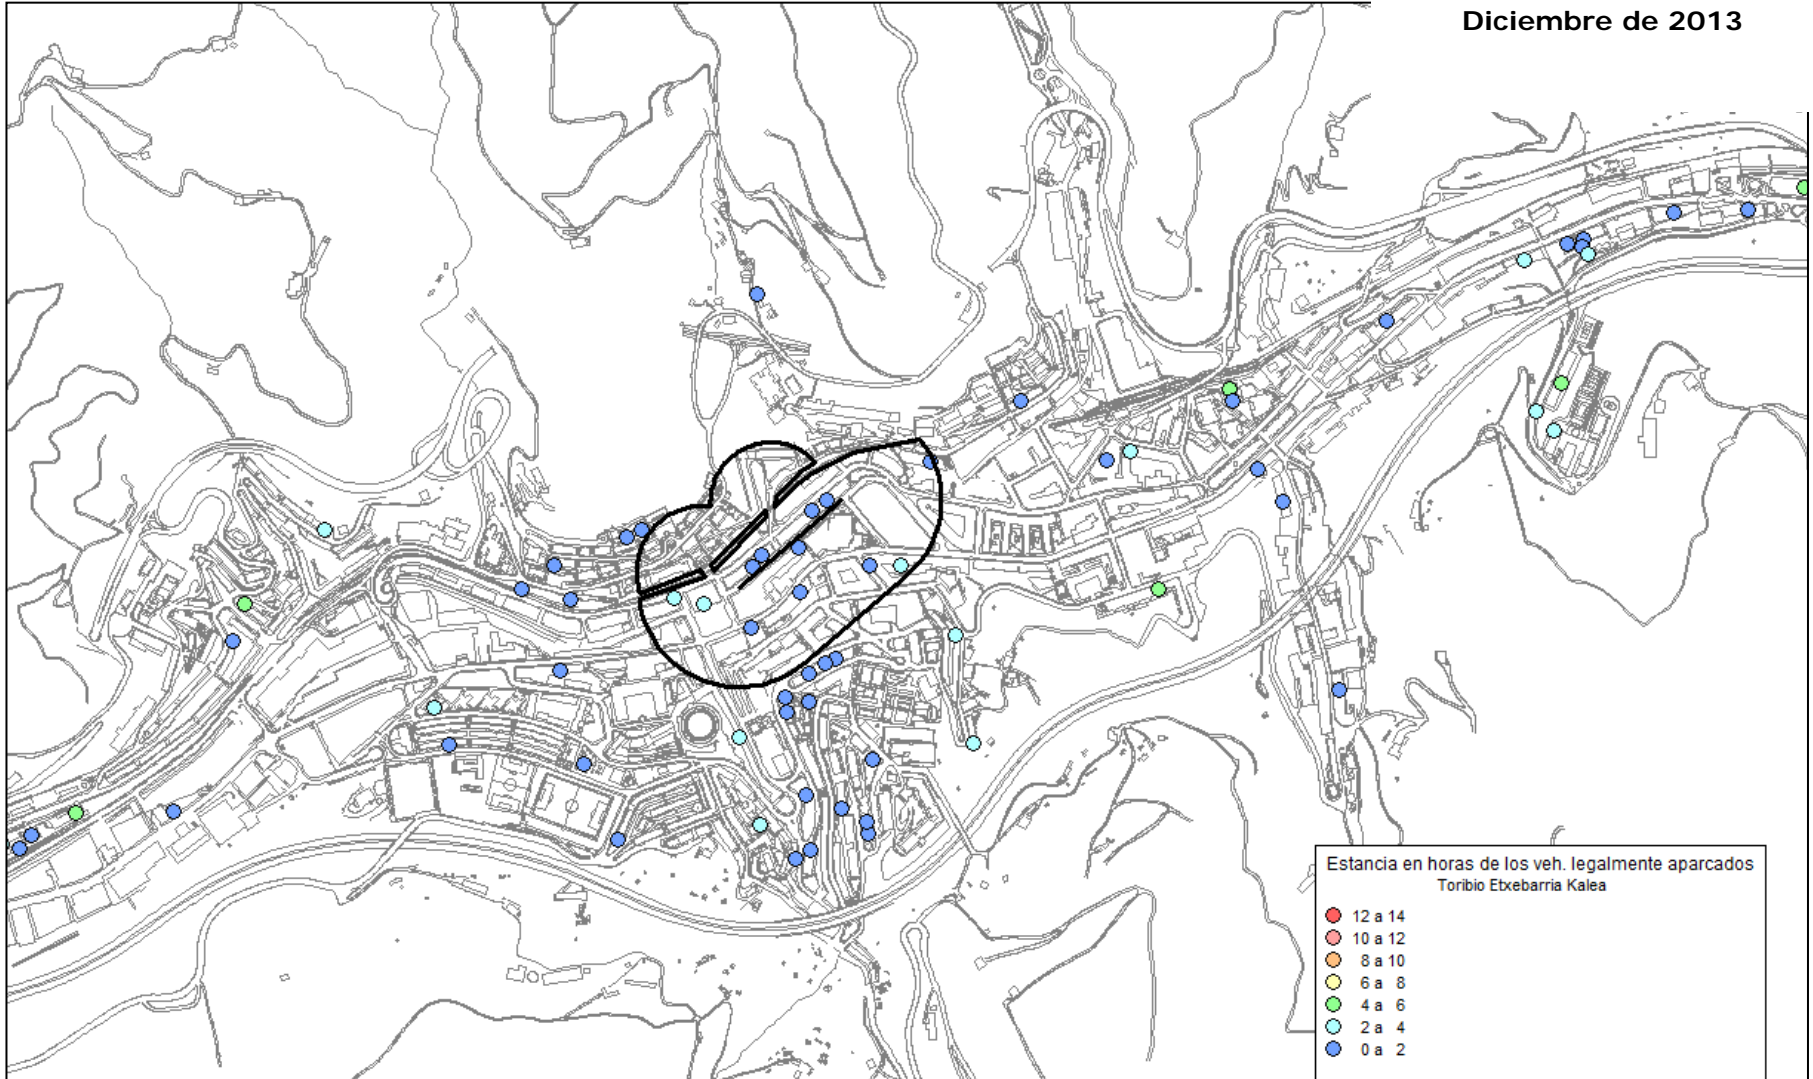 Diciembre de 2013
Estancia en horas de los veh. legalmente aparcados
Toribio Etxebarria Kalea
12 a 14
10 a 12
8 a 10
6 a 8
4 a 6
2 a 4
0 a 2